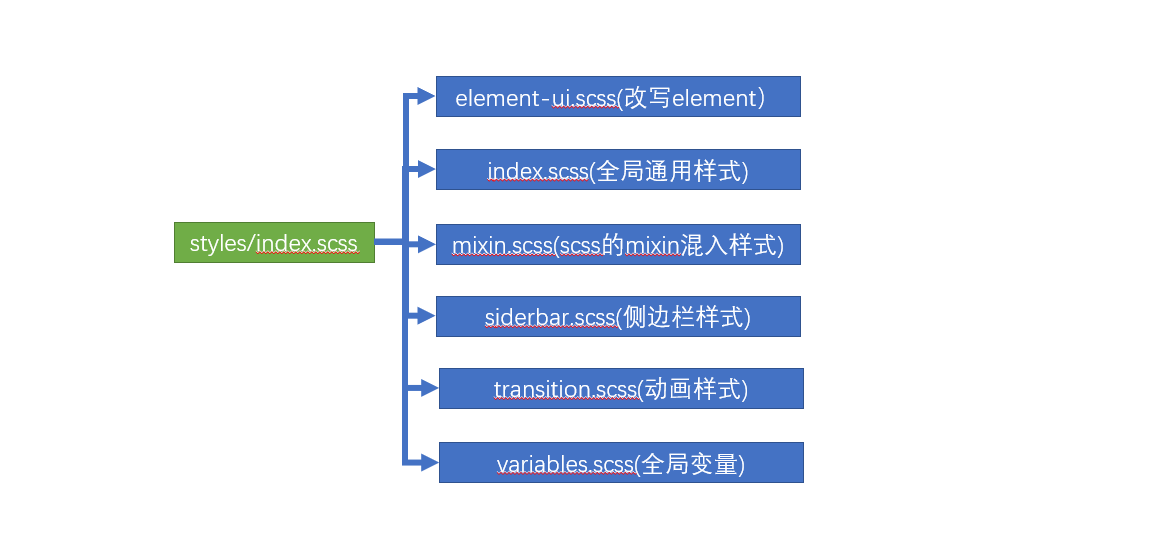 element-ui.scss(改写element)
index.scss(全局通用样式)
styles/index.scss
mixin.scss(scss的mixin混入样式)
siderbar.scss(侧边栏样式)
transition.scss(动画样式)
variables.scss(全局变量)